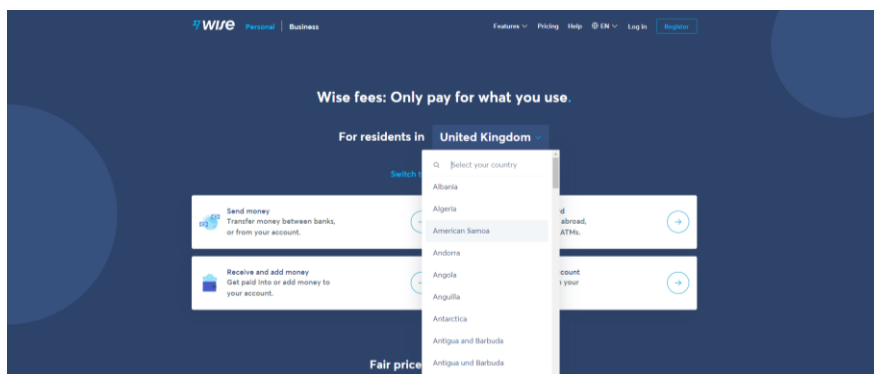 WISE Personal Business Features Pricing Help EN Log in Register
Wise fees: Only pay for what you use.
For residents in United Kingdom
Select your country
Switch t
Albania
Algeria
American Samoa
Andorra
Angola
Anguilla
Antarctica
Antigua and Barbuda
Antigua und Barbuda
Send money
Transfer money between banks,
or from your account.
d
abroad,
ATMs.
Receive and add money
Get paid into or add money to
your account.
count
your
Fair price